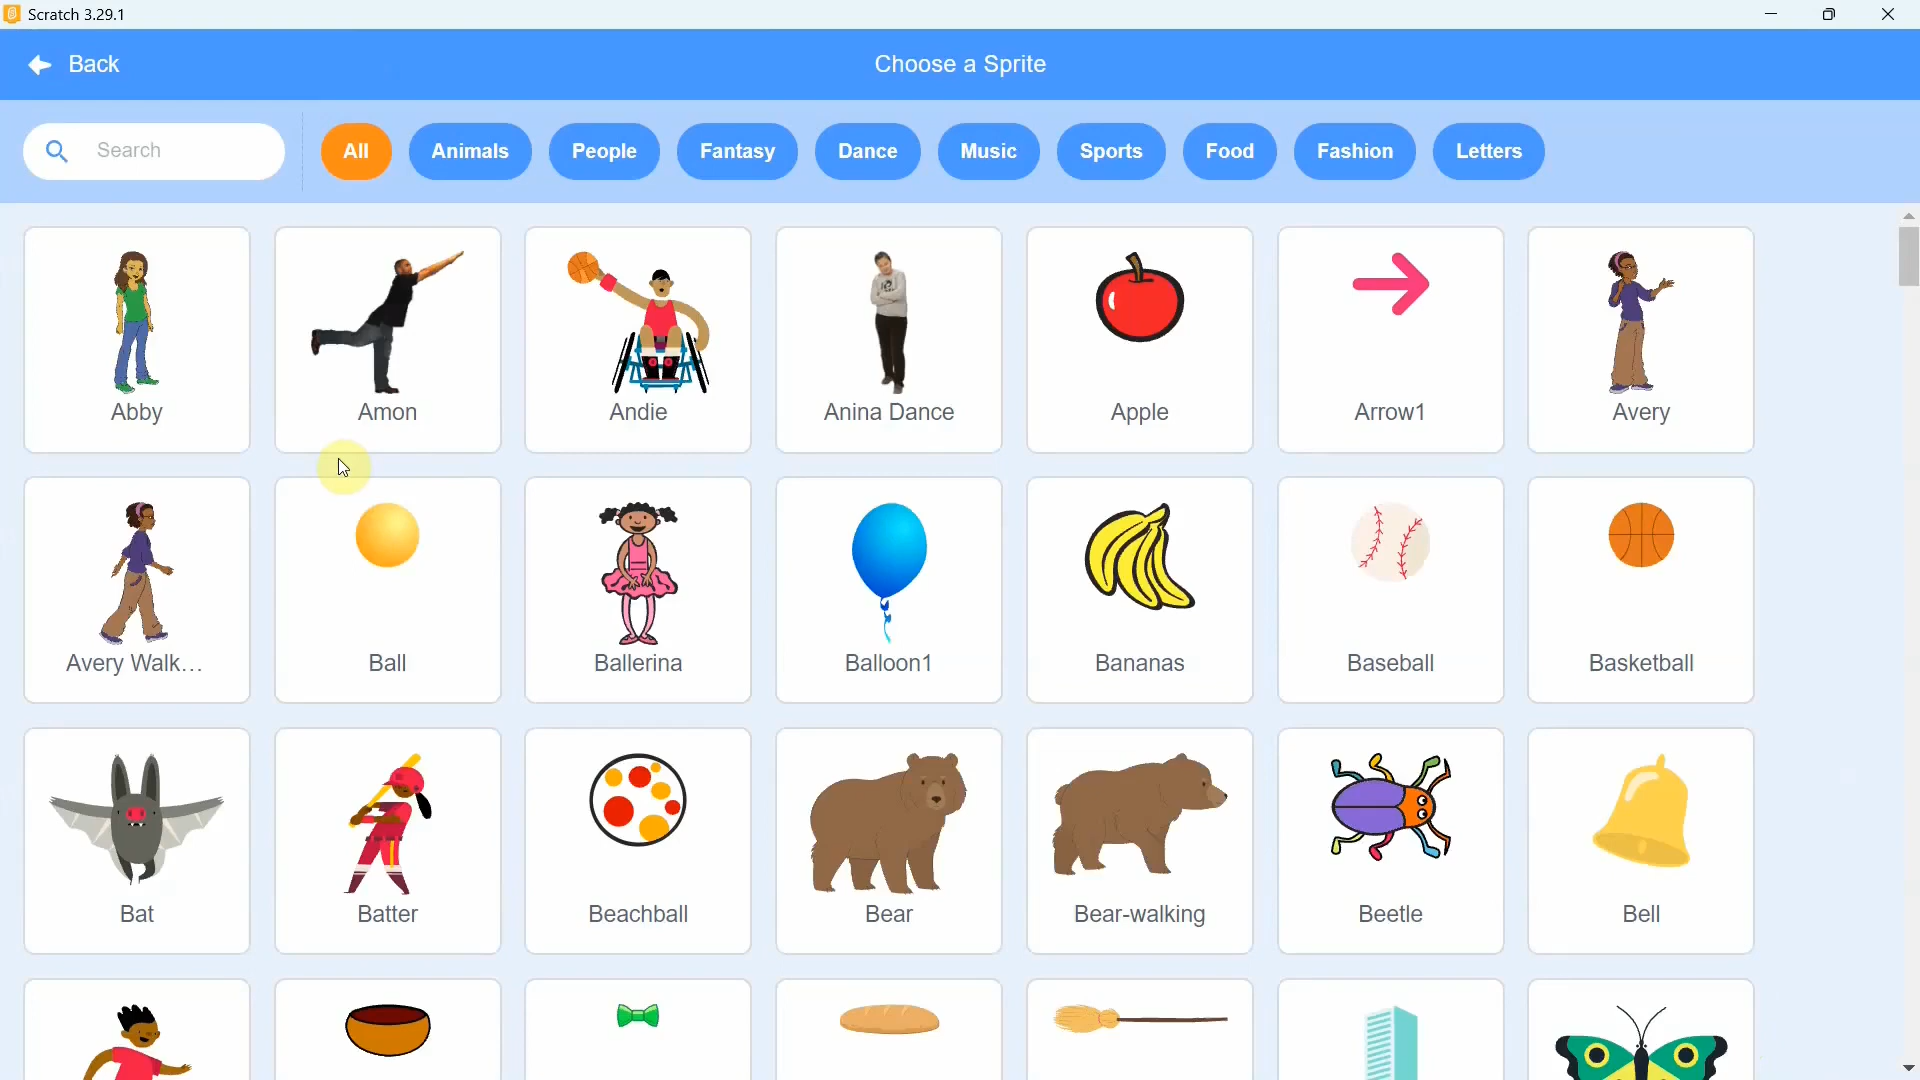 Scratch 3.29.1
Back
Choose a Sprite
Search
All
Animals
People
Fantasy
Dance
Music
Sports
Food
Fashion
Letters
Abby
Amon
Andie
Anina Dance
Apple
Arrow1
Avery
Avery Walk...
Ball
Ballerina
Balloon1
Bananas
Baseball
Basketball
Bat
Batter
Beachball
Bear
Bear-walking
Beetle
Bell